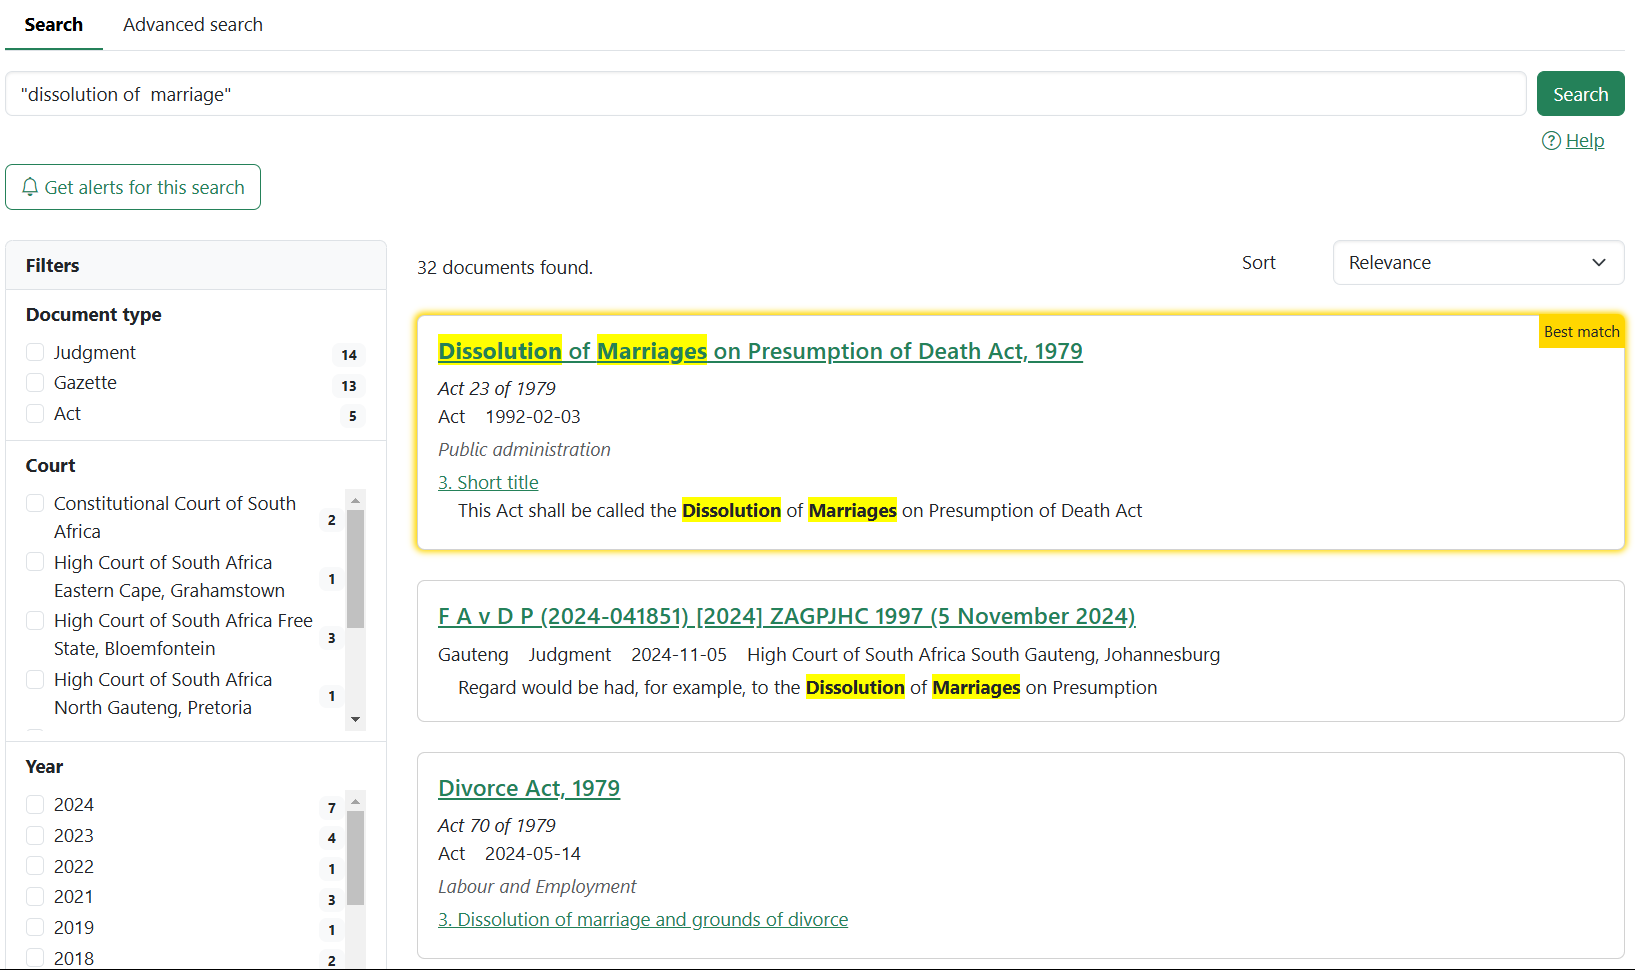 Search Advanced search
"dissolution of  marriage" Search
Help
Get alerts for this search
Filters
Document type
Judgment 14
Gazette 13
Act 5
Court
Constitutional Court of South
Africa 2
High Court of South Africa
Eastern Cape, Grahamstown 1
High Court of South Africa Free
State, Bloemfontein 3
High Court of South Africa
North Gauteng, Pretoria 1
Year
2024 7
2023 4
2022 1
2021 3
2019 1
2018 2
32 documents found. Sort Relevance
Best match
Dissolution of Marriages on Presumption of Death Act, 1979
Act 23 of 1979
Act 1992-02-03
Public administration
3. Short title
This Act shall be called the Dissolution of Marriages on Presumption of Death Act
F A v D P (2024-041851) [2024] ZAGPJHC 1997 (5 November 2024)
Gauteng Judgment 2024-11-05 High Court of South Africa South Gauteng, Johannesburg
Regard would be had, for example, to the Dissolution of Marriages on Presumption
Divorce Act, 1979
Act 70 of 1979
Act 2024-05-14
Labour and Employment
3. Dissolution of marriage and grounds of divorce